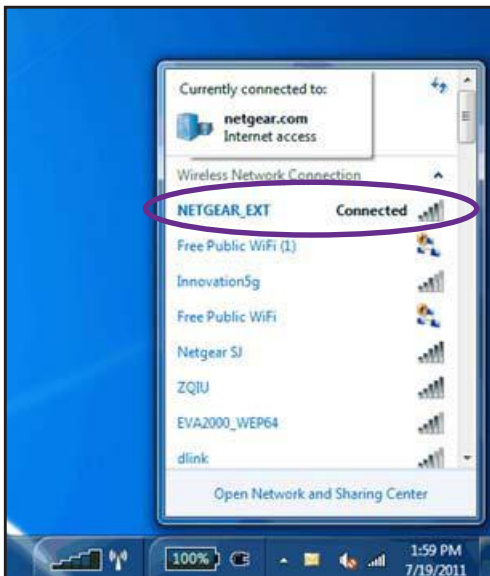 Currently connected to:
netgear.com
Internet access
Wireless Network Connection
NETGEAR_EXT Connected
Free Public WiFi (1)
Innovation5g
Free Public WiFi
Netgear SJ
ZQIU
EVA2000_WEP64
dlink
Open Network and Sharing Center
100%
1:59 PM
7/19/2011